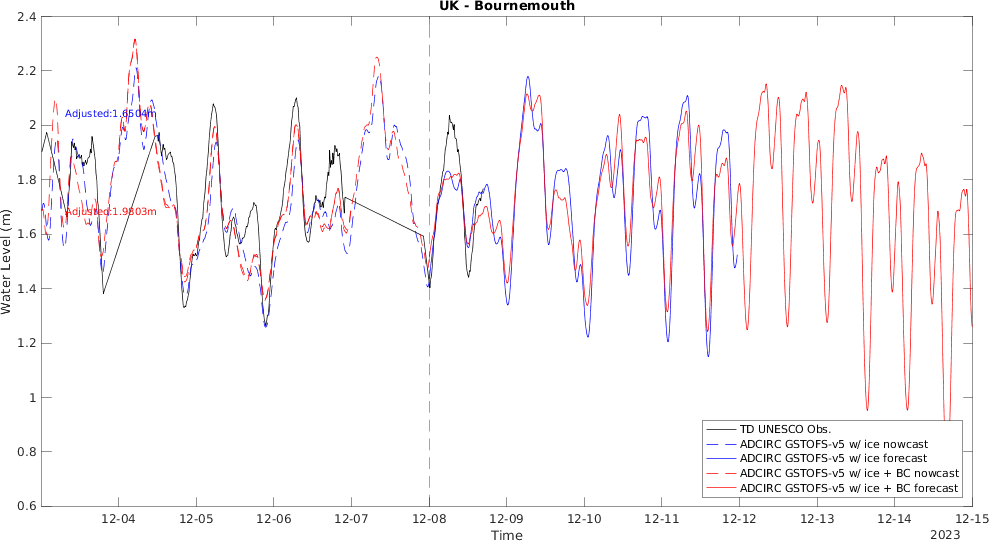 UK - Bournemouth
2.4
2.2
2
1.8
1.6
1.4
1.2
1
0.8
0.6
Water Level (m)
Adjusted:1.6504m
Adjusted:1.9803m
TD UNESCO Obs.
ADCIRC GSTOFS-v5 w/ ice nowcast
ADCIRC GSTOFS-v5 w/ ice forecast
ADCIRC GSTOFS-v5 w/ ice + BC nowcast
ADCIRC GSTOFS-v5 w/ ice + BC forecast
12-04 12-05 12-06 12-07 12-08 12-09 12-10 12-11 12-12 12-13 12-14 12-15
Time
2023